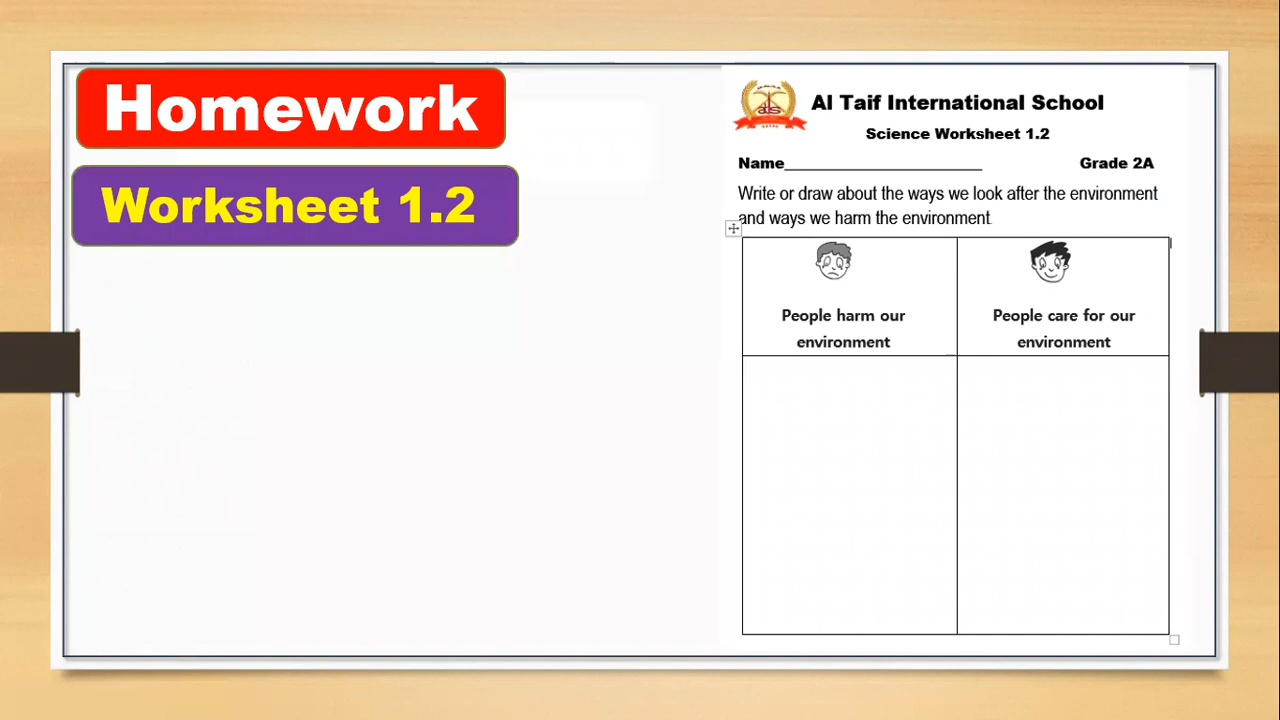 Homework
Worksheet 1.2
Al Taif International School
Science Worksheet 1.2
Name____________________ Grade 2A
Write or draw about the ways we look after the environment
and ways we harm the environment.
People harm our
environment
People care for our
environment